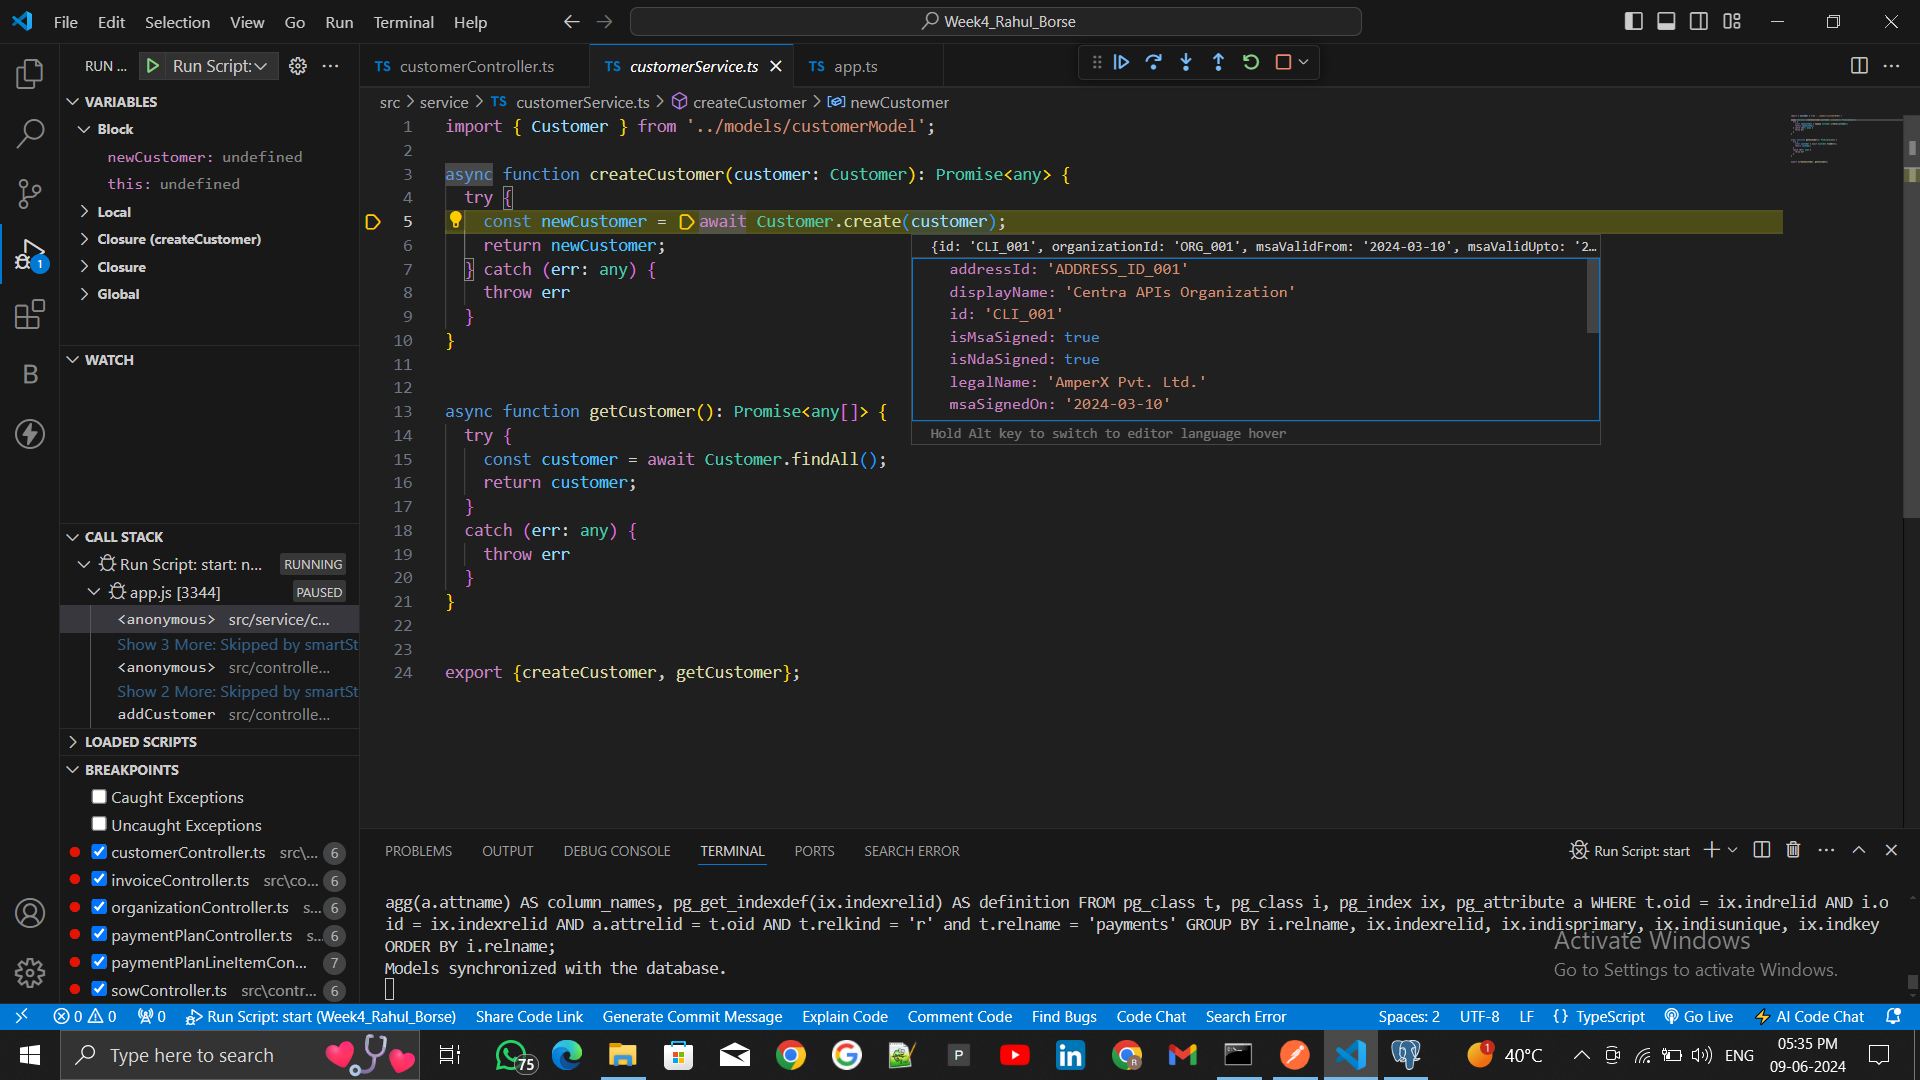 File Edit Selection View Go Run Terminal Help
Week4_Rahul_Borse
RUN ... Run Script:
customerController.ts
customerService.ts
app.ts
VARIABLES
Block
newCustomer: undefined
this: undefined
Local
Closure (createCustomer)
Closure
Global
WATCH
CALL STACK
Run Script: start: n... RUNNING
app.js [3344] PAUSED
<anonymous> src/service/c...
Show 3 More: Skipped by smartSt
<anonymous> src/controlle...
Show 2 More: Skipped by smartSt
addCustomer src/controlle...
LOADED SCRIPTS
BREAKPOINTS
Caught Exceptions
Uncaught Exceptions
customerController.ts src\... 6
invoiceController.ts src\co... 6
organizationController.ts s... 6
paymentPlanController.ts s... 6
paymentPlanLineItemCon... 7
sowController.ts src\contr... 6
src > service > TS customerService.ts > createCustomer > newCustomer
1 import { Customer } from '../models/customerModel';
2
3 async function createCustomer(customer: Customer): Promise<any> {
4 try {
5 const newCustomer = await Customer.create(customer);
6 return newCustomer;
7 } catch (err: any) {
8 throw err
9 }
10 }
11
12
13 async function getCustomer(): Promise<any[]> {
14 try {
15 const customer = await Customer.findAll();
16 return customer;
17 }
18 catch (err: any) {
19 throw err
20 }
21 }
22
23
24 export {createCustomer, getCustomer};
{id: 'CLI_001', organizationId: 'ORG_001', msaValidFrom: '2024-03-10', msaValidUpto: '2…
addressId: 'ADDRESS_ID_001'
displayName: 'Centra APIs Organization'
id: 'CLI_001'
isMsaSigned: true
isNdaSigned: true
legalName: 'AmperX Pvt. Ltd.'
msaSignedOn: '2024-03-10'
Hold Alt key to switch to editor language hover
PROBLEMS OUTPUT DEBUG CONSOLE TERMINAL PORTS SEARCH ERROR
Run Script: start
agg(a.attname) AS column_names, pg_get_indexdef(ix.indexrelid) AS definition FROM pg_class t, pg_class i, pg_index ix, pg_attribute a WHERE t.oid = ix.indrelid AND i.o
id = ix.indexrelid AND a.attrelid = t.oid AND t.relkind = 'r' and t.relname = 'payments' GROUP BY i.relname, ix.indexrelid, ix.indisprimary, ix.indisunique, ix.indkey
ORDER BY i.relname;
Models synchronized with the database.
Activate Windows
Go to Settings to activate Windows.
0 0 0 Run Script: start (Week4_Rahul_Borse) Share Code Link Generate Commit Message Explain Code Comment Code Find Bugs Code Chat Search Error Spaces: 2 UTF-8 LF {} TypeScript Go Live AI Code Chat
Type here to search
75
1 40°C
ENG
05:35 PM
09-06-2024